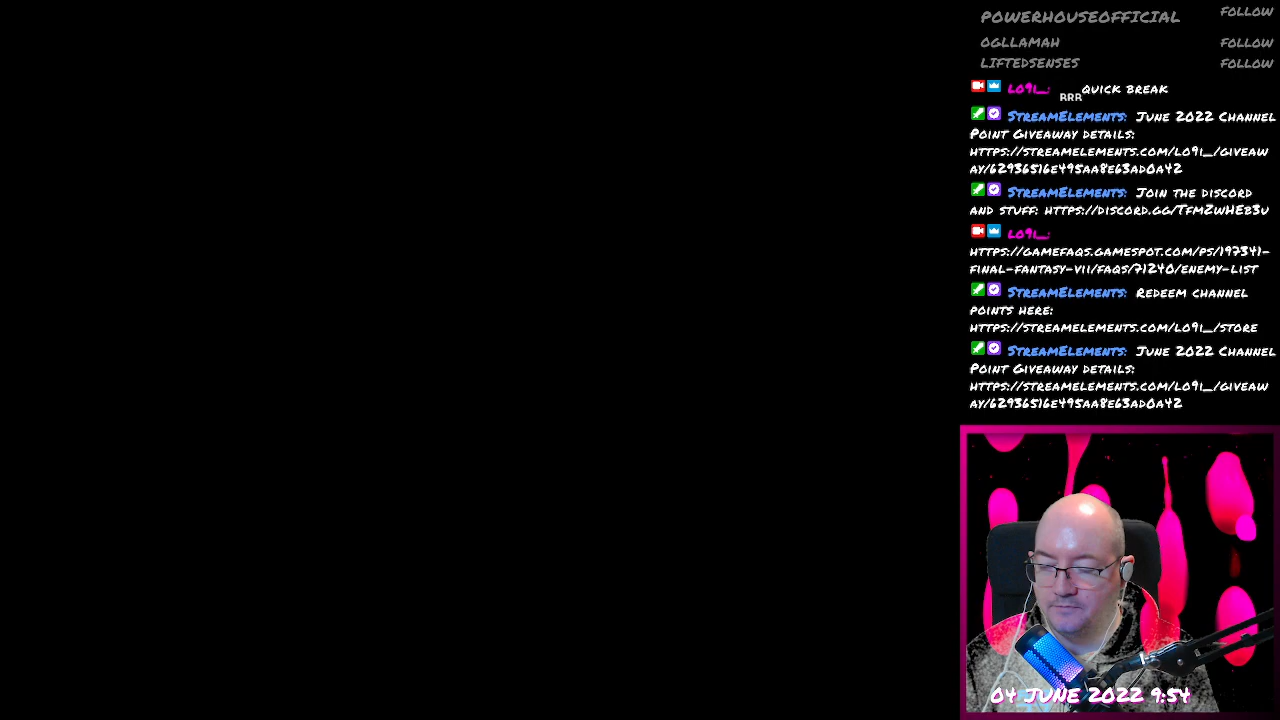 POWERHOUSEOFFICIAL FOLLOW
OGLLAMAH FOLLOW
LIFTEDSENSES FOLLOW
LO9I_: RRR QUICK BREAK
STREAMELEMENTS: JUNE 2022 CHANNEL
POINT GIVEAWAY DETAILS:
HTTPS://STREAMELEMENTS.COM/LO9I_/GIVEAW
AY/62936516E495AA8E63AD0A42
STREAMELEMENTS: JOIN THE DISCORD
AND STUFF: HTTPS://DISCORD.GG/TFMZWHE83U
LO9I_:
HTTPS://GAMEFAQS.GAMESPOT.COM/PS/197341-
FINAL-FANTASY-VII/FAQS/71240/ENEMY-LIST
STREAMELEMENTS: REDEEM CHANNEL
POINTS HERE:
HTTPS://STREAMELEMENTS.COM/LO9I_/STORE
STREAMELEMENTS: JUNE 2022 CHANNEL
POINT GIVEAWAY DETAILS:
HTTPS://STREAMELEMENTS.COM/LO9I_/GIVEAW
AY/62936516E495AA8E63AD0A42
04 JUNE 2022 9:54